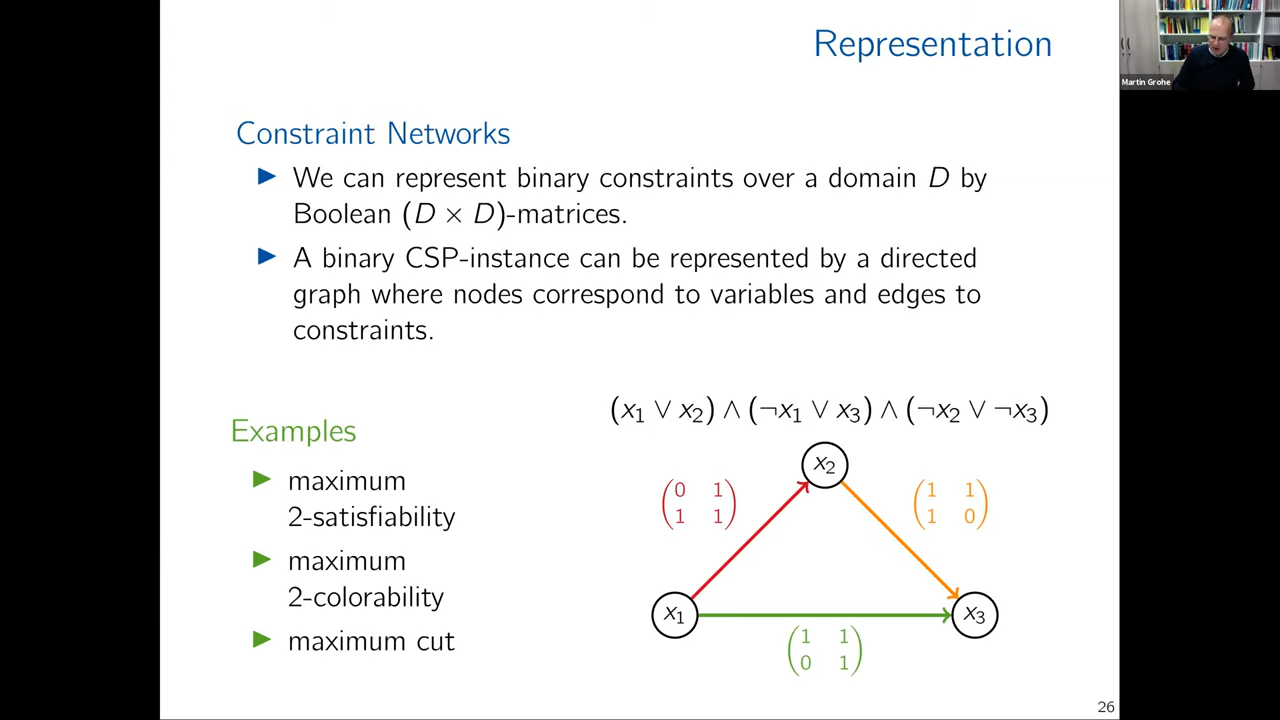 Representation
Martin Grohe
Constraint Networks
▶ We can represent binary constraints over a domain D by
Boolean (D × D)-matrices.
▶ A binary CSP-instance can be represented by a directed
graph where nodes correspond to variables and edges to
constraints.
(x₁ ∨ x₂) ∧ (¬x₁ ∨ x₃) ∧ (¬x₂ ∨ ¬x₃)
Examples
▶ maximum
2-satisfiability
▶ maximum
2-colorability
▶ maximum cut
x₂
0 1
1 1
1 1
1 0
x₁
x₃
1 1
0 1
26